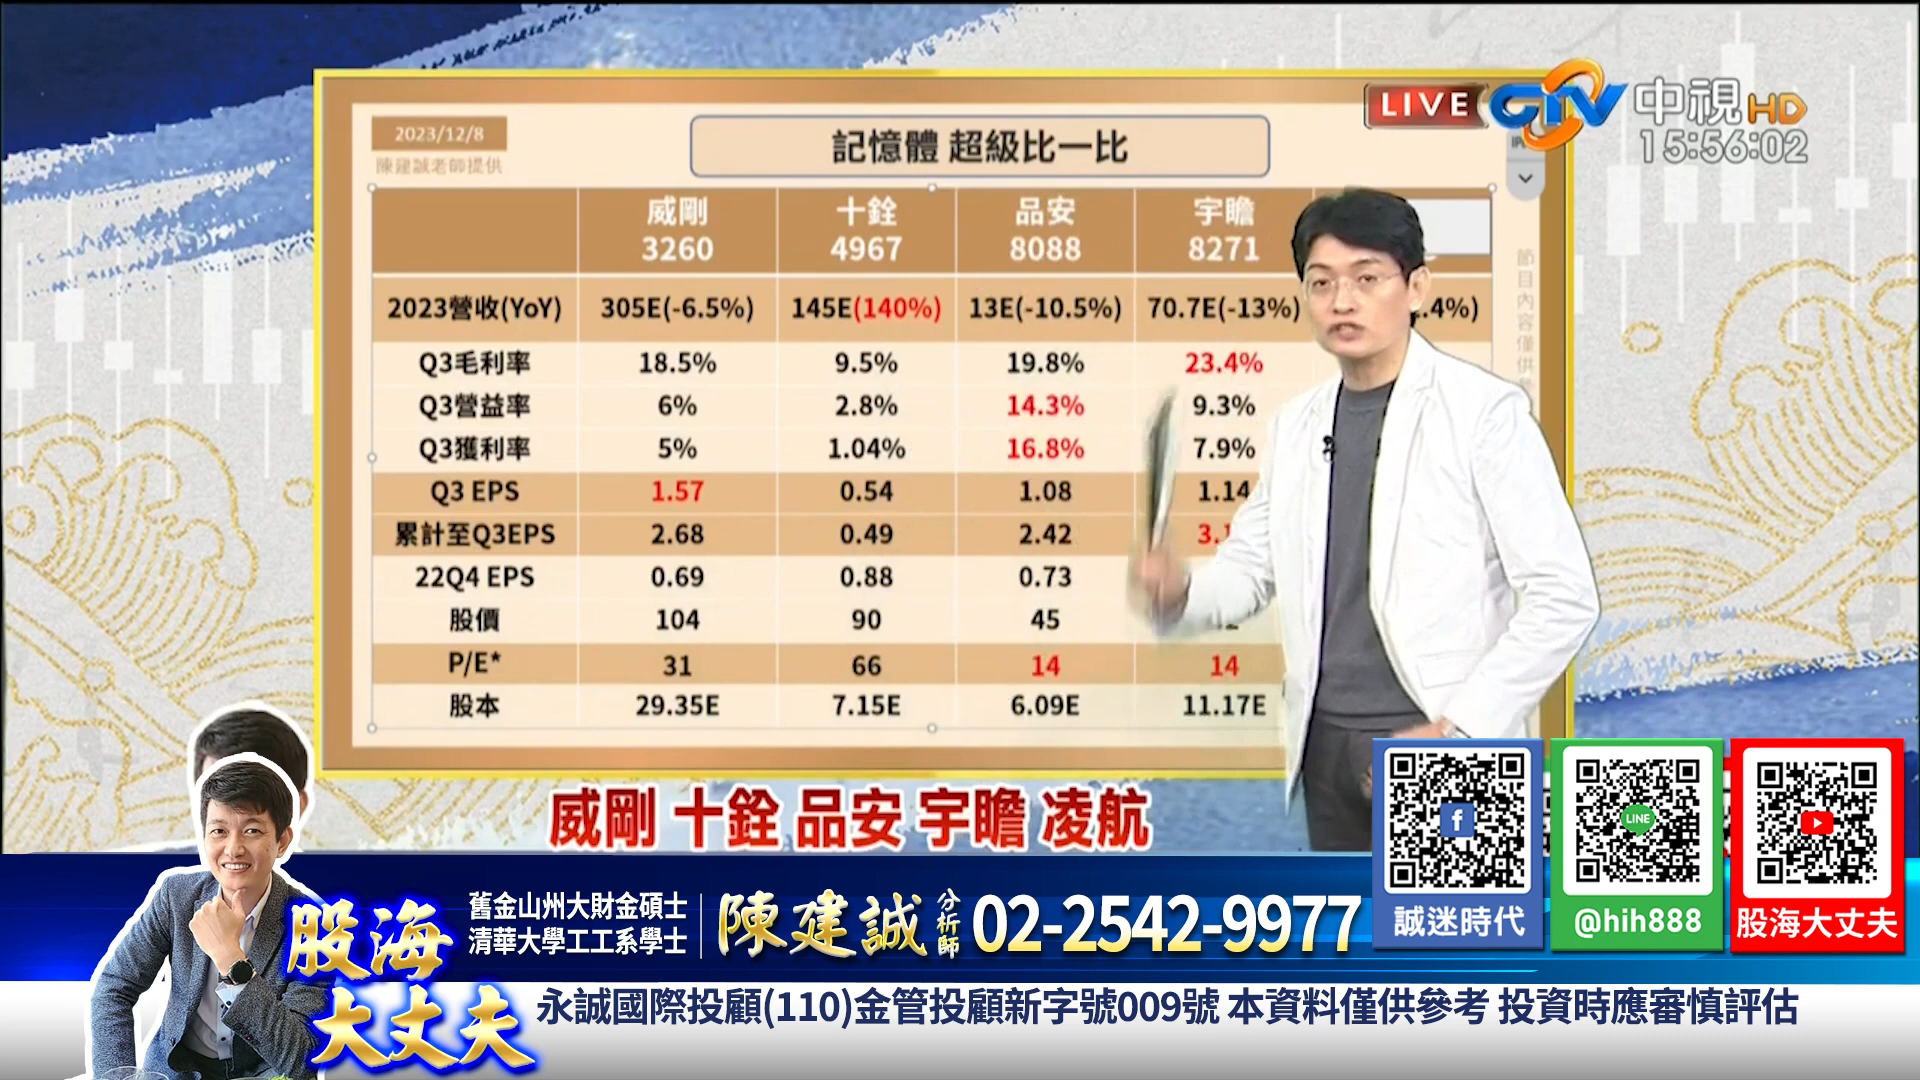 LIVE CTV 中視HD
15:56:02
2023/12/8
陳建誠老師提供
記憶體 超級比一比
威剛 十銓 品安 宇瞻
3260 4967 8088 8271
2023營收(YoY) 305E(-6.5%) 145E(140%) 13E(-10.5%) 70.7E(-13%) .4%)
Q3毛利率 18.5% 9.5% 19.8% 23.4%
Q3營益率 6% 2.8% 14.3% 9.3%
Q3獲利率 5% 1.04% 16.8% 7.9%
Q3 EPS 1.57 0.54 1.08 1.14
累計至Q3EPS 2.68 0.49 2.42
22Q4 EPS 0.69 0.88 0.73
股價 104 90 45
P/E* 31 66 14 14
股本 29.35E 7.15E 6.09E 11.17E
節目內容僅供
威剛 十銓 品安 宇瞻 凌航
股海
大丈夫
舊金山州大財金碩士
清華大學工工系學士
陳建誠 分析師 02-2542-9977
LINE
誠迷時代 @hih888 股海大丈夫
永誠國際投顧(110)金管投顧新字號009號 本資料僅供參考 投資時應審慎評估